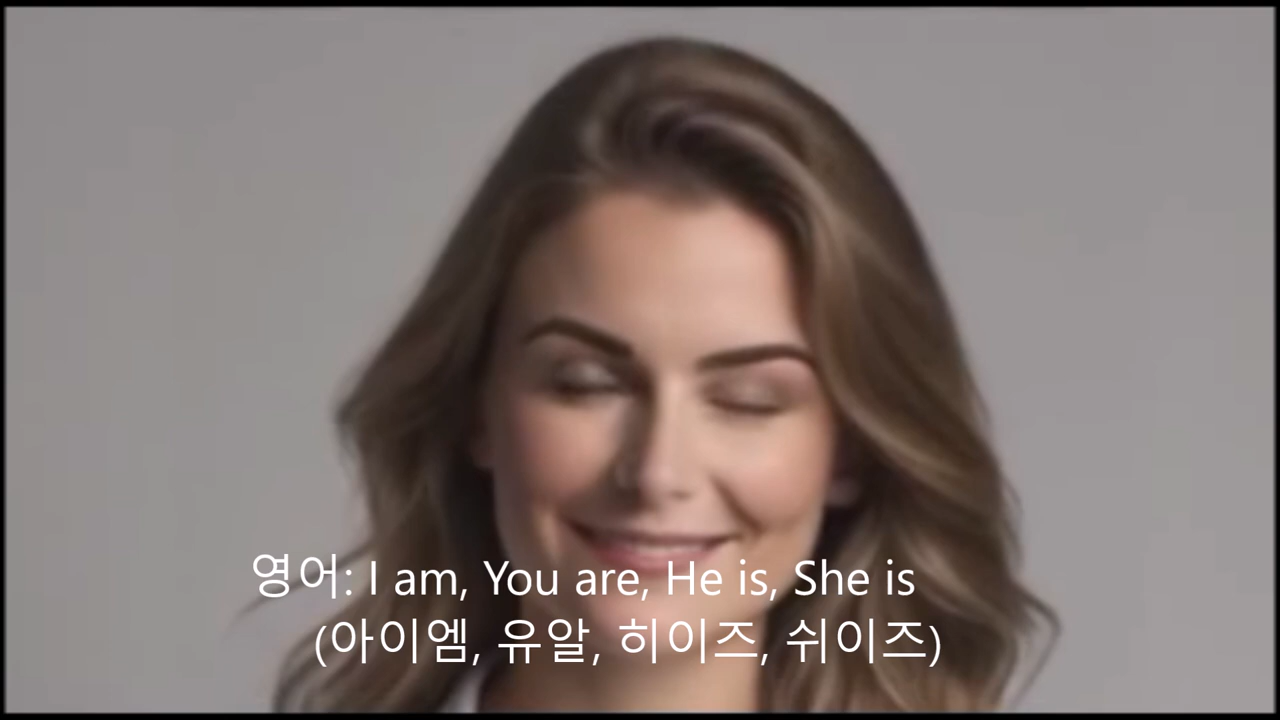 영어: I am, You are, He is, She is
(아이엠, 유알, 히이즈, 쉬이즈)